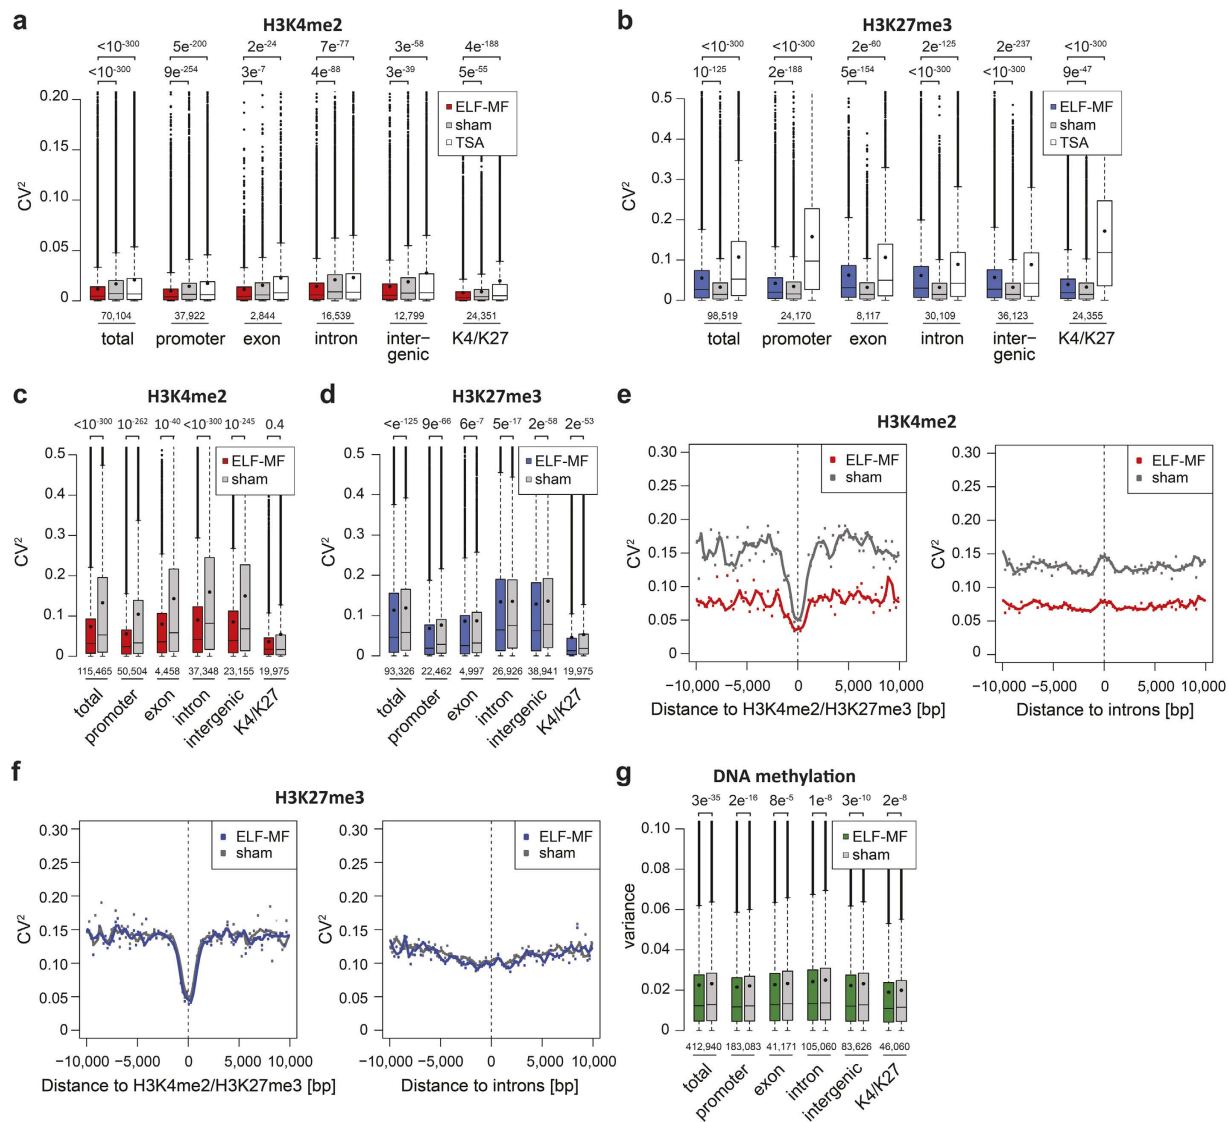 a
H3K4me2
<10-300 5e-200 2e-24 7e-77 3e-58 4e-188
<10-300 9e-254 3e-7 4e-88 3e-39 5e-55
0.20
0.15
0.10
0.05
0
CV2
ELF-MF
sham
TSA
70,104 37,922 2,844 16,539 12,799 24,351
total promoter exon intron inter-genic K4/K27
b
H3K27me3
<10-300 <10-300 2e-60 2e-125 2e-237 <10-300
10-125 2e-188 5e-154 <10-300 <10-300 9e-47
0.5
0.4
0.3
0.2
0.1
0
CV2
ELF-MF
sham
TSA
98,519 24,170 8,117 30,109 36,123 24,355
total promoter exon intron inter-genic K4/K27
c
H3K4me2
<10-300 10-262 10-40 <10-300 10-245 0.4
0.5
0.4
0.3
0.2
0.1
0
CV2
ELF-MF
sham
115,465 50,504 4,458 37,348 23,155 19,975
total promoter exon intron intergenic K4/K27
d
H3K27me3
<e-125 9e-66 6e-7 5e-17 2e-58 2e-53
0.5
0.4
0.3
0.2
0.1
0
CV2
ELF-MF
sham
93,326 22,462 4,997 26,926 38,941 19,975
total promoter exon intron intergenic K4/K27
e
H3K4me2
0.30
0.25
0.20
0.15
0.10
0.05
0
CV2
ELF-MF
sham
−10,000 −5,000 0 5,000 10,000
Distance to H3K4me2/H3K27me3 [bp]
0.30
0.25
0.20
0.15
0.10
0.05
0
CV2
ELF-MF
sham
−10,000 −5,000 0 5,000 10,000
Distance to introns [bp]
f
H3K27me3
0.30
0.25
0.20
0.15
0.10
0.05
0
CV2
ELF-MF
sham
−10,000 −5,000 0 5,000 10,000
Distance to H3K4me2/H3K27me3 [bp]
0.30
0.25
0.20
0.15
0.10
0.05
0
CV2
ELF-MF
sham
−10,000 −5,000 0 5,000 10,000
Distance to introns [bp]
g
DNA methylation
3e-35 2e-16 8e-5 1e-8 3e-10 2e-8
0.10
0.08
0.06
0.04
0.02
0
variance
ELF-MF
sham
412,940 183,083 41,171 105,060 83,626 46,060
total promoter exon intron intergenic K4/K27